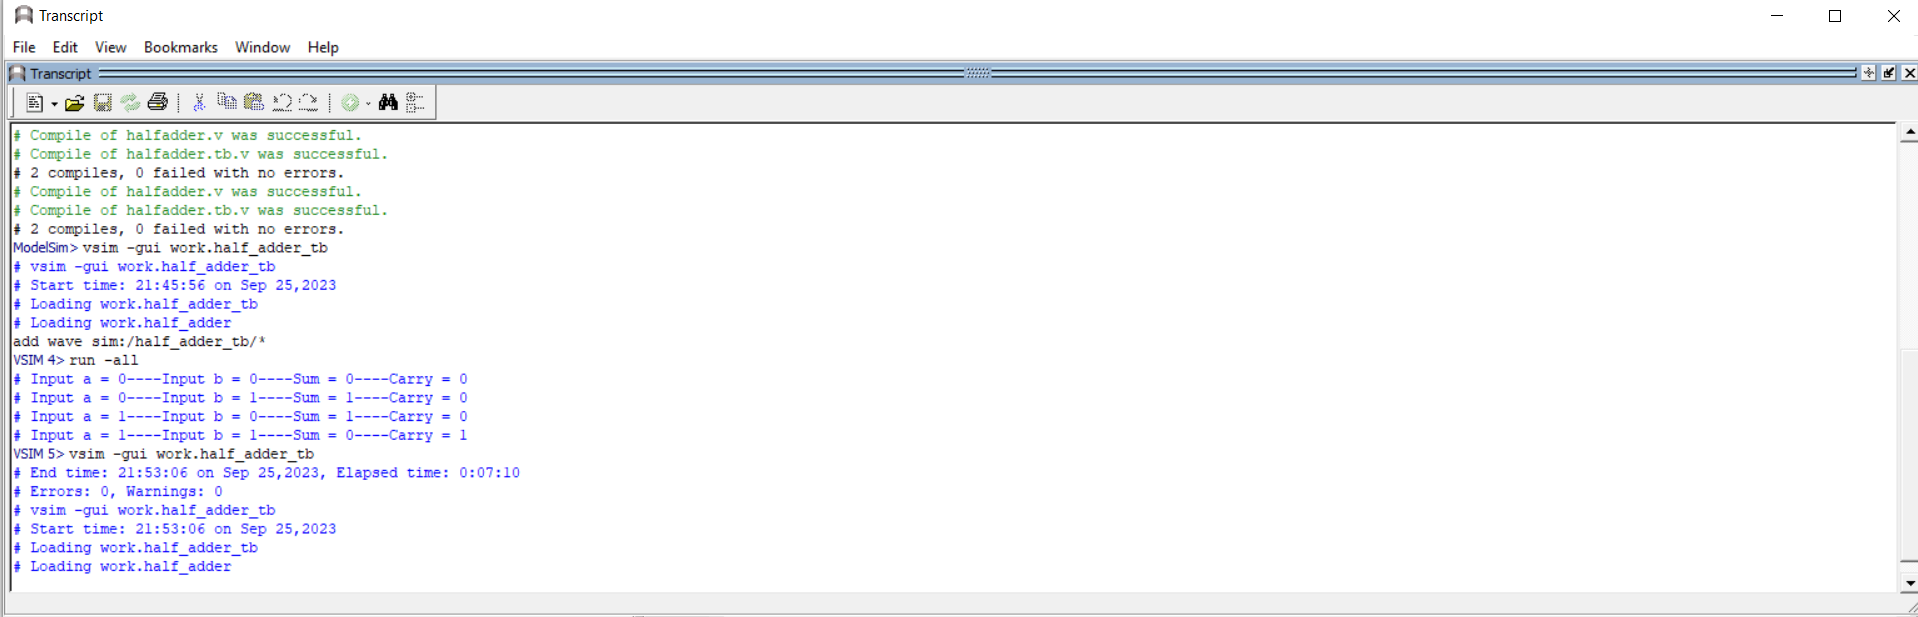 Transcript
File Edit View Bookmarks Window Help
Transcript
# Compile of halfadder.v was successful.
# Compile of halfadder.tb.v was successful.
# 2 compiles, 0 failed with no errors.
# Compile of halfadder.v was successful.
# Compile of halfadder.tb.v was successful.
# 2 compiles, 0 failed with no errors.
ModelSim> vsim -gui work.half_adder_tb
# vsim -gui work.half_adder_tb
# Start time: 21:45:56 on Sep 25,2023
# Loading work.half_adder_tb
# Loading work.half_adder
add wave sim:/half_adder_tb/*
VSIM 4> run -all
# Input a = 0----Input b = 0----Sum = 0----Carry = 0
# Input a = 0----Input b = 1----Sum = 1----Carry = 0
# Input a = 1----Input b = 0----Sum = 1----Carry = 0
# Input a = 1----Input b = 1----Sum = 0----Carry = 1
VSIM 5> vsim -gui work.half_adder_tb
# End time: 21:53:06 on Sep 25,2023, Elapsed time: 0:07:10
# Errors: 0, Warnings: 0
# vsim -gui work.half_adder_tb
# Start time: 21:53:06 on Sep 25,2023
# Loading work.half_adder_tb
# Loading work.half_adder